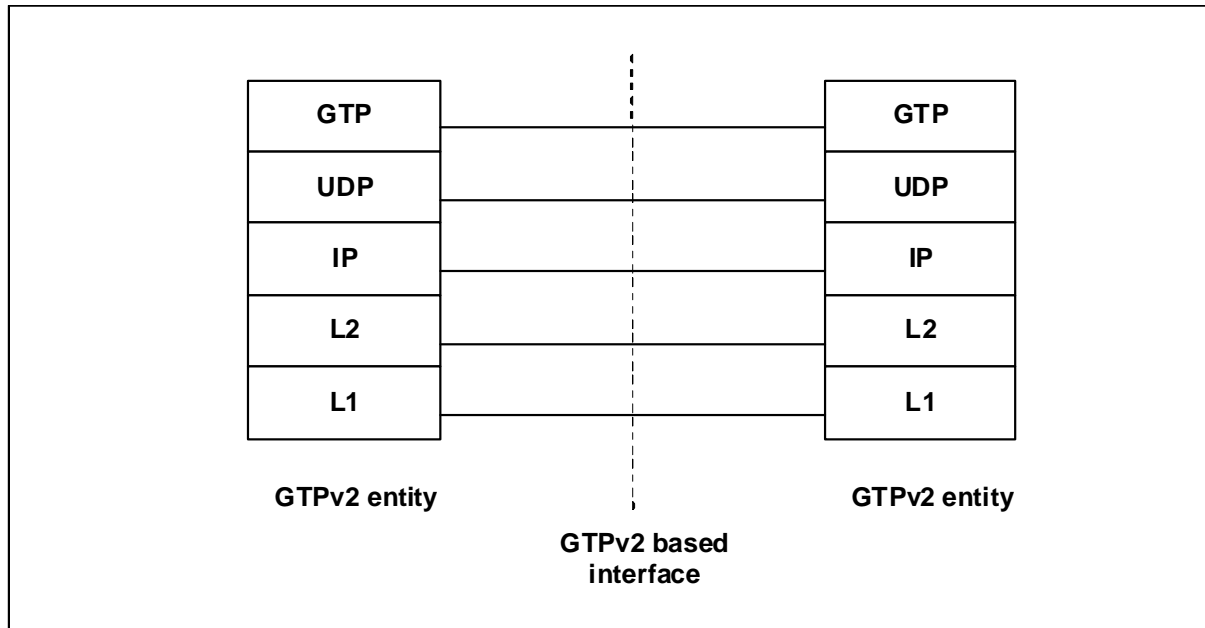 GTP
GTP
UDP
UDP
IP
IP
L2
L2
L1
L1
GTPv2 entity
GTPv2 entity
GTPv2 based
interface